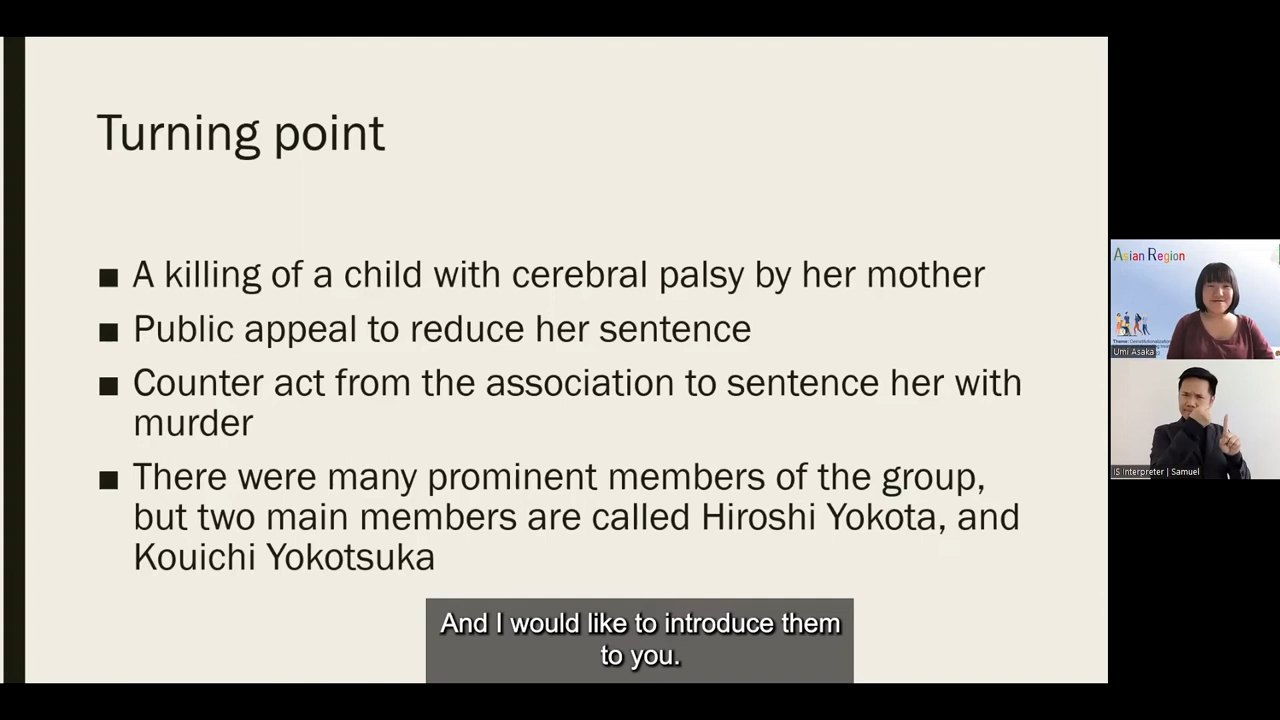 Turning point
■ A killing of a child with cerebral palsy by her mother
■ Public appeal to reduce her sentence
■ Counter act from the association to sentence her with
murder
■ There were many prominent members of the group,
but two main members are called Hiroshi Yokota, and
Kouichi Yokotsuka
And I would like to introduce them
to you.
Asian Region
Umi Asaka
IS Interpreter | Samuel